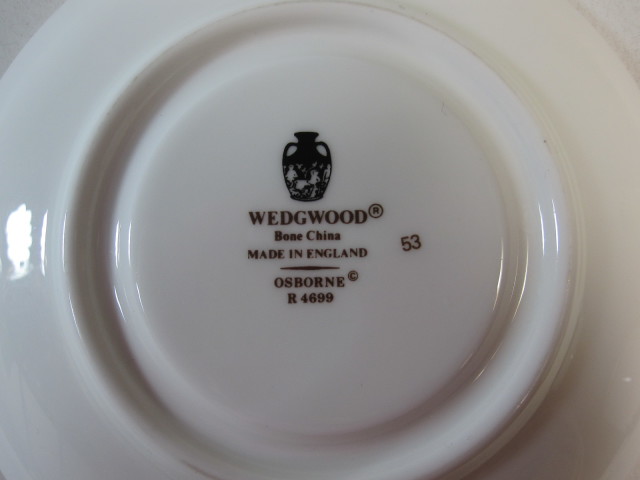 WEDGWOOD®
Bone China
MADE IN ENGLAND
53
OSBORNE©
R 4699